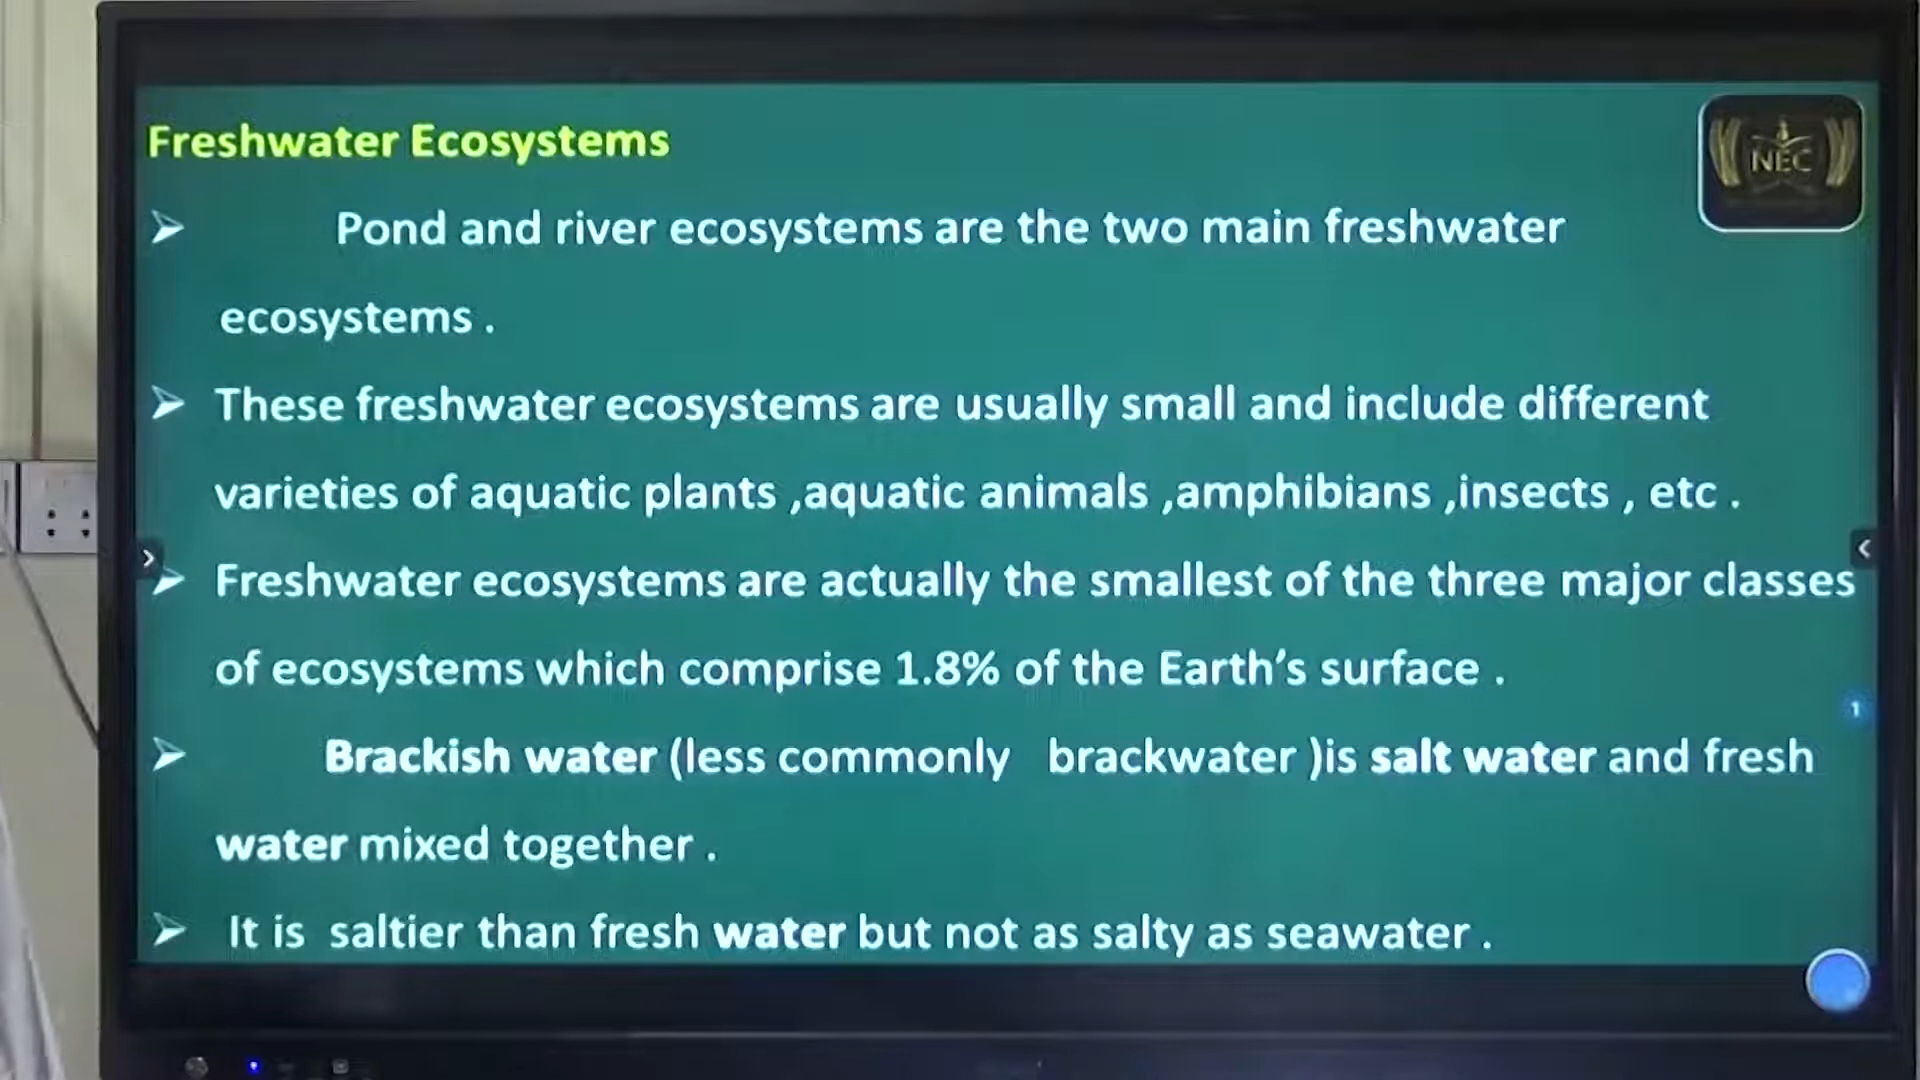 Freshwater Ecosystems
NEC
➢ Pond and river ecosystems are the two main freshwater
ecosystems .
➢ These freshwater ecosystems are usually small and include different
varieties of aquatic plants ,aquatic animals ,amphibians ,insects , etc .
➢ Freshwater ecosystems are actually the smallest of the three major classes
of ecosystems which comprise 1.8% of the Earth’s surface .
➢ Brackish water (less commonly brackwater )is salt water and fresh
water mixed together .
➢ It is saltier than fresh water but not as salty as seawater .
1